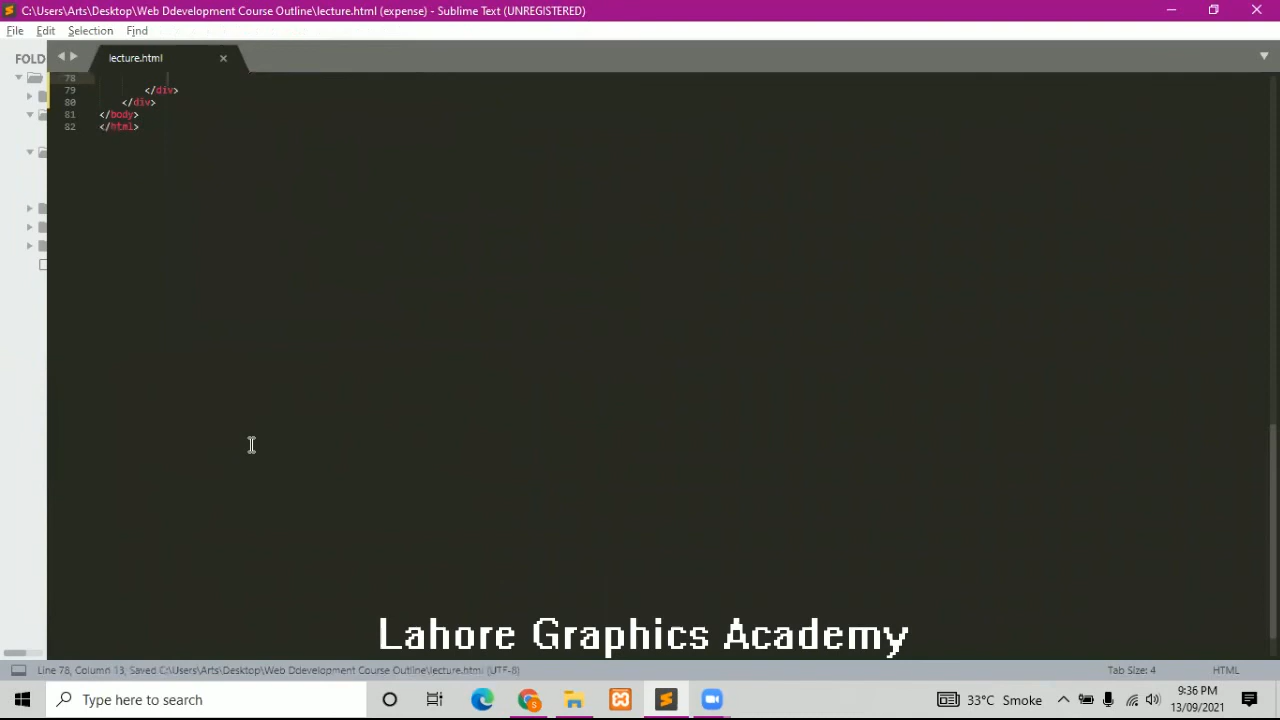 C:\Users\Arts\Desktop\Web Ddevelopment Course Outline\lecture.html (expense) - Sublime Text (UNREGISTERED)
File Edit Selection Find
FOLD
lecture.html
78
79 </div>
80 </div>
81 </body>
82 </html>
Lahore Graphics Academy
Line 78, Column 13, Saved C:\Users\Arts\Desktop\Web Ddevelopment Course Outline\lecture.html (UTF-8) Tab Size: 4 HTML
Type here to search
33°C Smoke
9:36 PM
13/09/2021